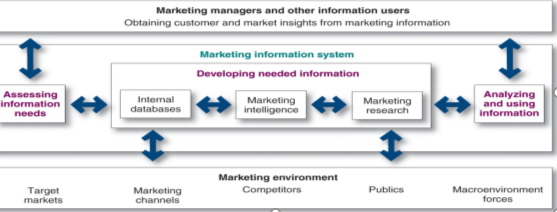 Marketing managers and other information users
Obtaining customer and market insights from marketing information
Marketing information system
Developing needed information
Assessing
information
needs
Internal
databases
Marketing
intelligence
Marketing
research
Analyzing
and using
information
Marketing environment
Target
markets
Marketing
channels
Competitors
Publics
Macroenvironment
forces